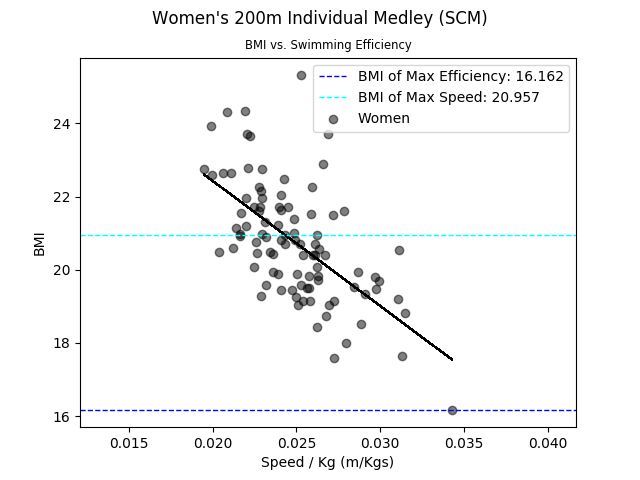 Women's 200m Individual Medley (SCM)
BMI vs. Swimming Efficiency
BMI of Max Efficiency: 16.162
BMI of Max Speed: 20.957
Women
24
22
20
18
16
BMI
0.015 0.020 0.025 0.030 0.035 0.040
Speed / Kg (m/Kgs)